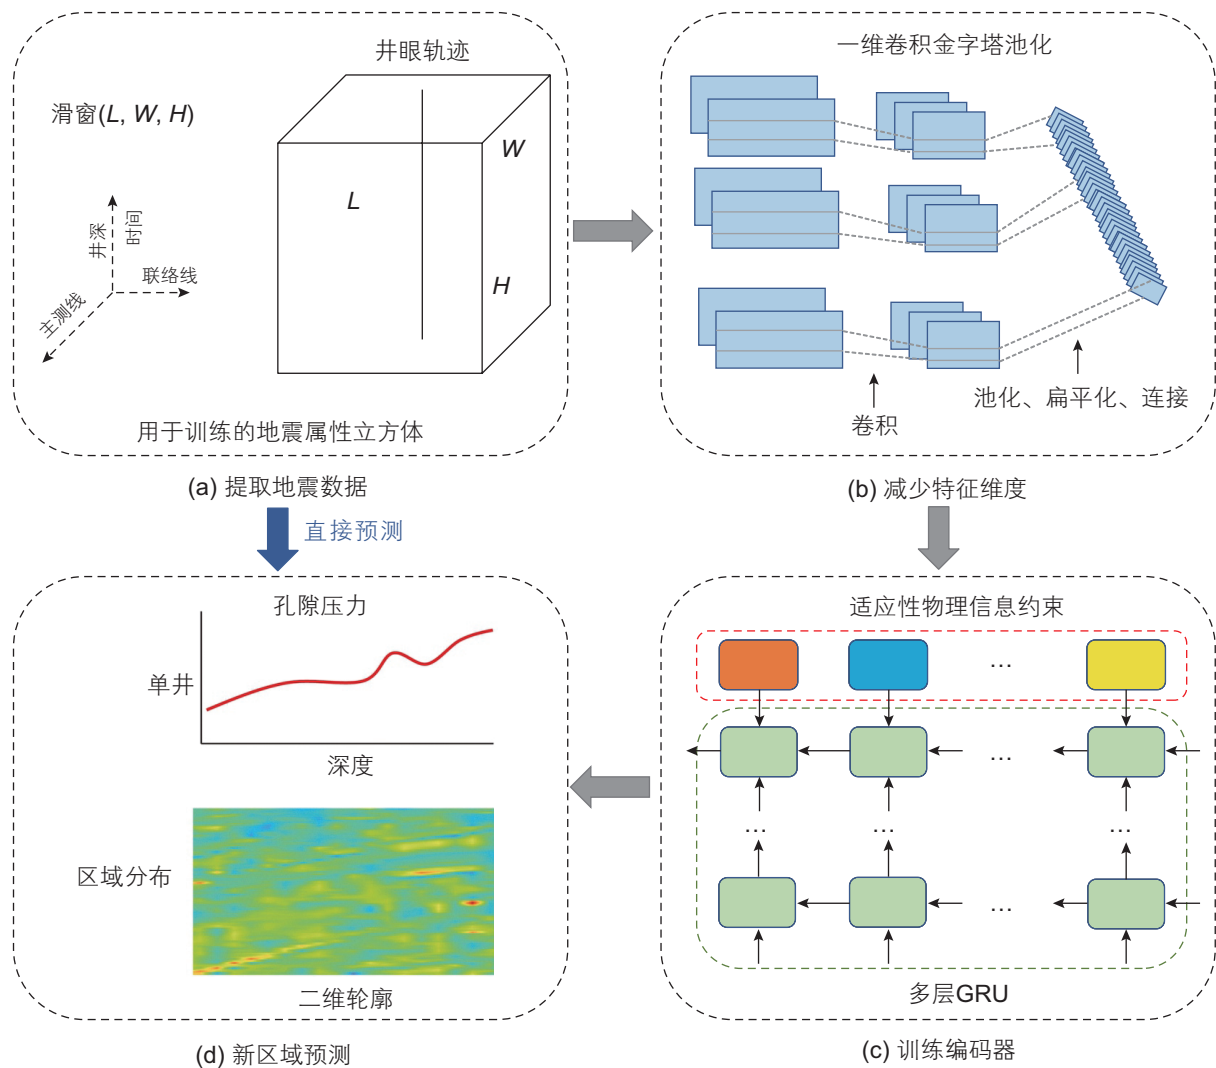 井眼轨迹
滑窗(L, W, H)
W
L
H
井深
时间
联络线
主测线
用于训练的地震属性立方体
(a) 提取地震数据
一维卷积金字塔池化
卷积
池化、扁平化、连接
(b) 减少特征维度
直接预测
孔隙压力
单井
深度
区域分布
二维轮廓
(d) 新区域预测
适应性物理信息约束
...
...
...
...
...
...
多层GRU
(c) 训练编码器